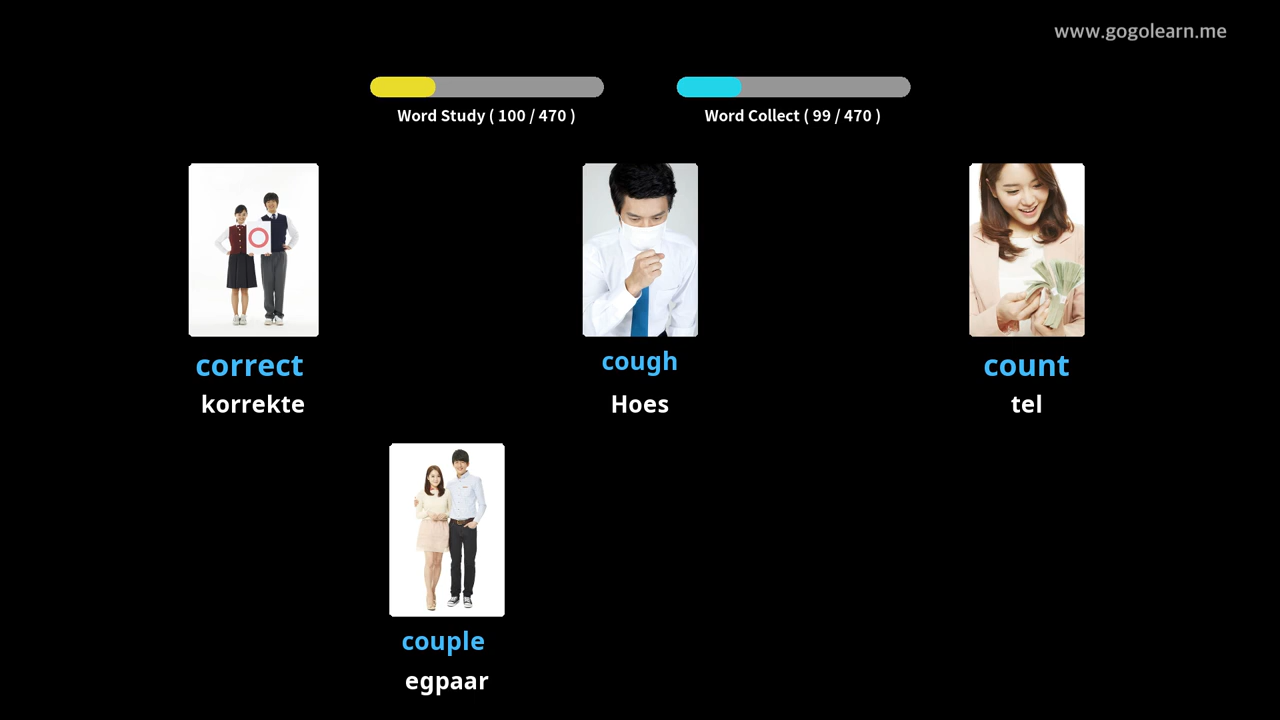 www.gogolearn.me
Word Study ( 100 / 470 )
Word Collect ( 99 / 470 )
correct
korrekte
cough
Hoes
count
tel
couple
egpaar